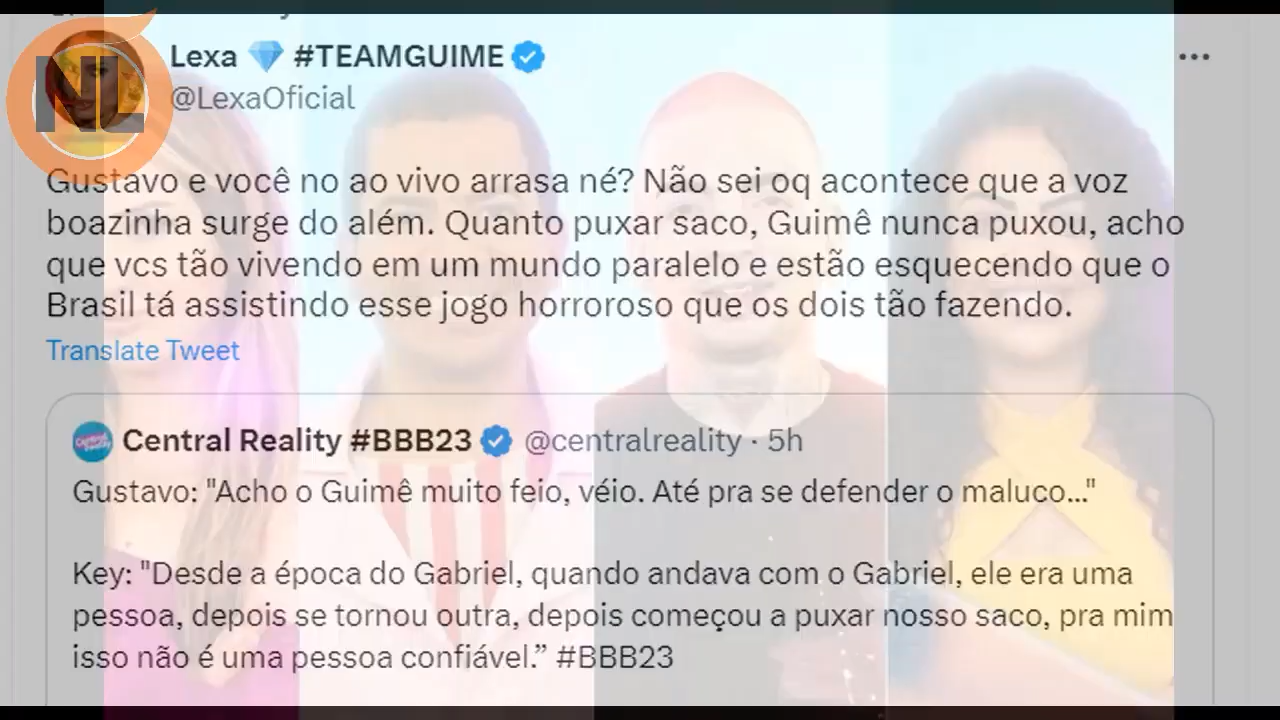 NL
Lexa 💎 #TEAMGUIME
@LexaOficial
Gustavo e você no ao vivo arrasa né? Não sei oq acontece que a voz
boazinha surge do além. Quanto puxar saco, Guimê nunca puxou, acho
que vcs tão vivendo em um mundo paralelo e estão esquecendo que o
Brasil tá assistindo esse jogo horroroso que os dois tão fazendo.
Translate Tweet
Central Reality #BBB23 @centralreality · 5h
Gustavo: "Acho o Guimê muito feio, véio. Até pra se defender o maluco..."
Key: "Desde a época do Gabriel, quando andava com o Gabriel, ele era uma
pessoa, depois se tornou outra, depois começou a puxar nosso saco, pra mim
isso não é uma pessoa confiável.” #BBB23